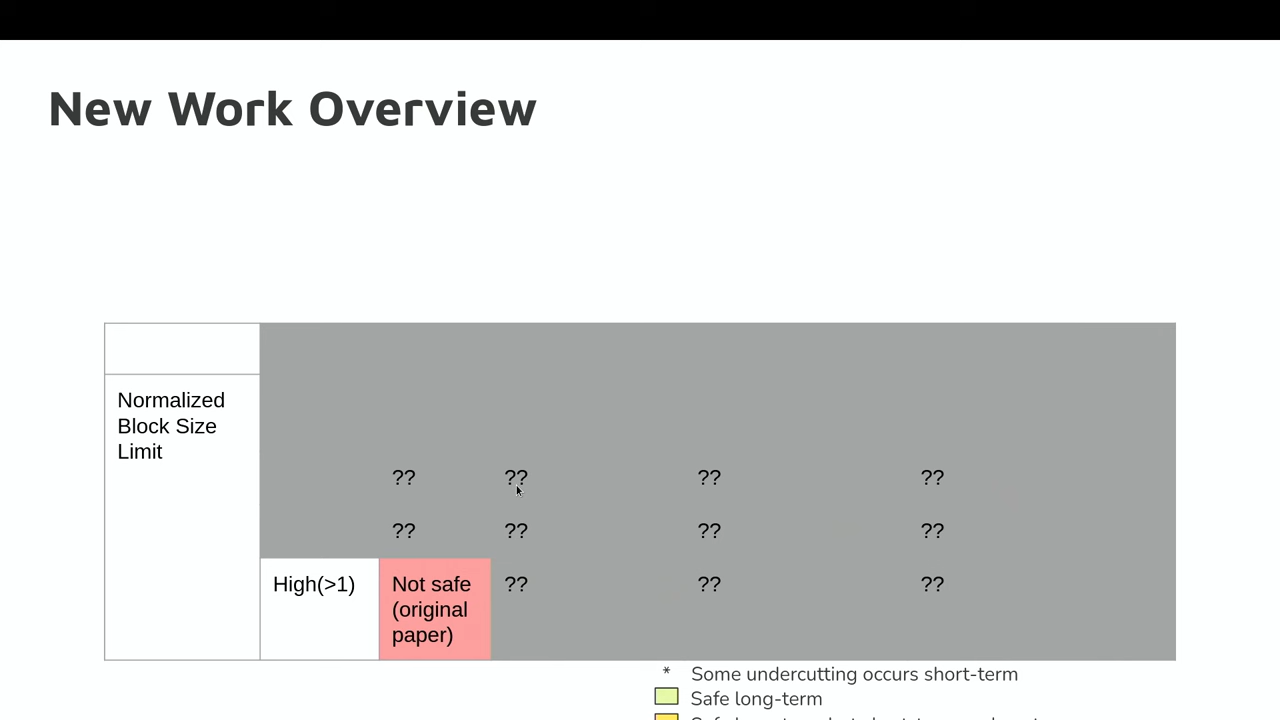 New Work Overview
Normalized
Block Size
Limit
?? ?? ?? ??
?? ?? ?? ??
High(>1) Not safe ?? ?? ??
(original
paper)
* Some undercutting occurs short-term
Safe long-term